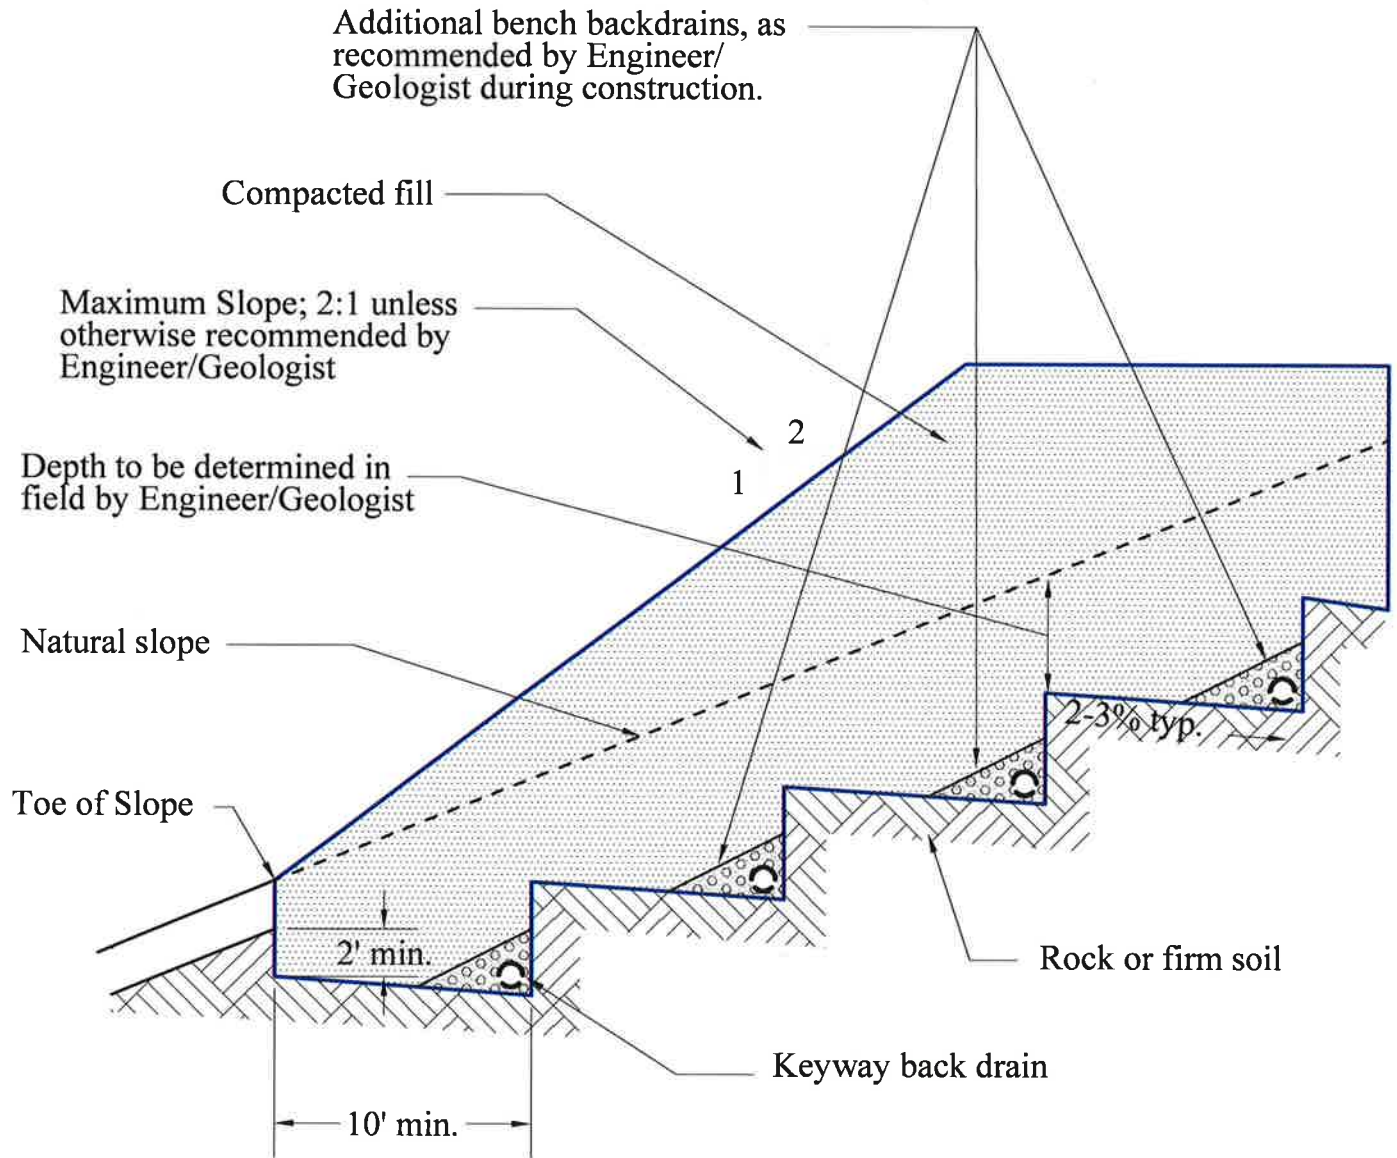 Additional bench backdrains, as
recommended by Engineer/
Geologist during construction.
Compacted fill
Maximum Slope; 2:1 unless
otherwise recommended by
Engineer/Geologist
2
1
Depth to be determined in
field by Engineer/Geologist
Natural slope
2-3% typ.
Toe of Slope
2' min.
Rock or firm soil
Keyway back drain
10' min.